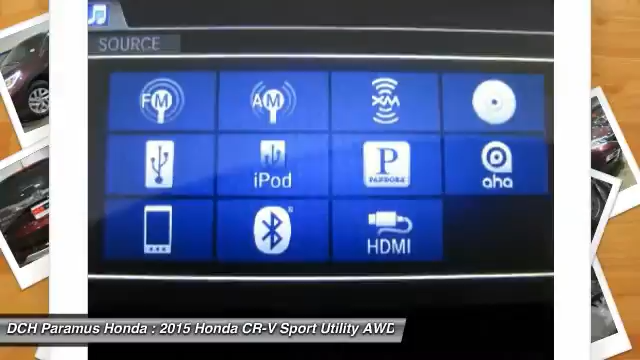 SOURCE
FM AM XM
iPod P PANDORA aha
HDMI
DCH Paramus Honda : 2015 Honda CR-V Sport Utility AWD